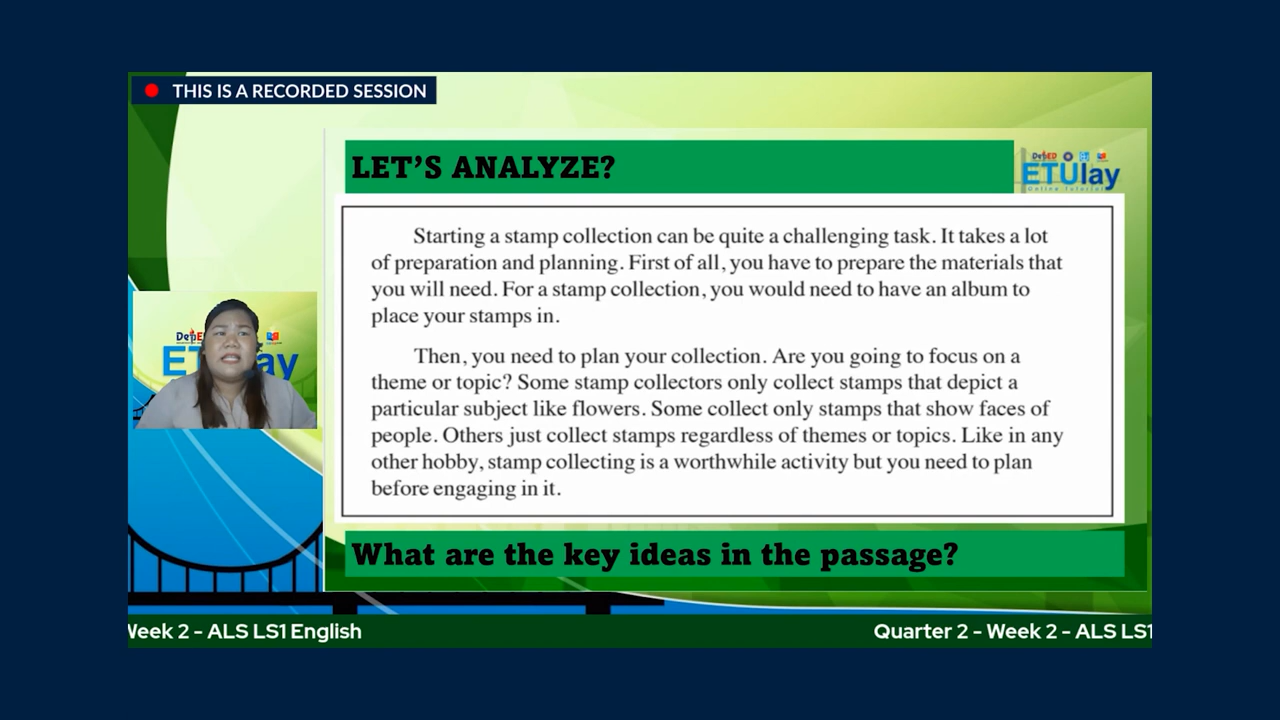 THIS IS A RECORDED SESSION
LET'S ANALYZE?
DepED
ETUlay
Online Tutorial
Starting a stamp collection can be quite a challenging task. It takes a lot
of preparation and planning. First of all, you have to prepare the materials that
you will need. For a stamp collection, you would need to have an album to
place your stamps in.
Then, you need to plan your collection. Are you going to focus on a
theme or topic? Some stamp collectors only collect stamps that depict a
particular subject like flowers. Some collect only stamps that show faces of
people. Others just collect stamps regardless of themes or topics. Like in any
other hobby, stamp collecting is a worthwhile activity but you need to plan
before engaging in it.
What are the key ideas in the passage?
Week 2 - ALS LS1 English
Quarter 2 - Week 2 - ALS LS1